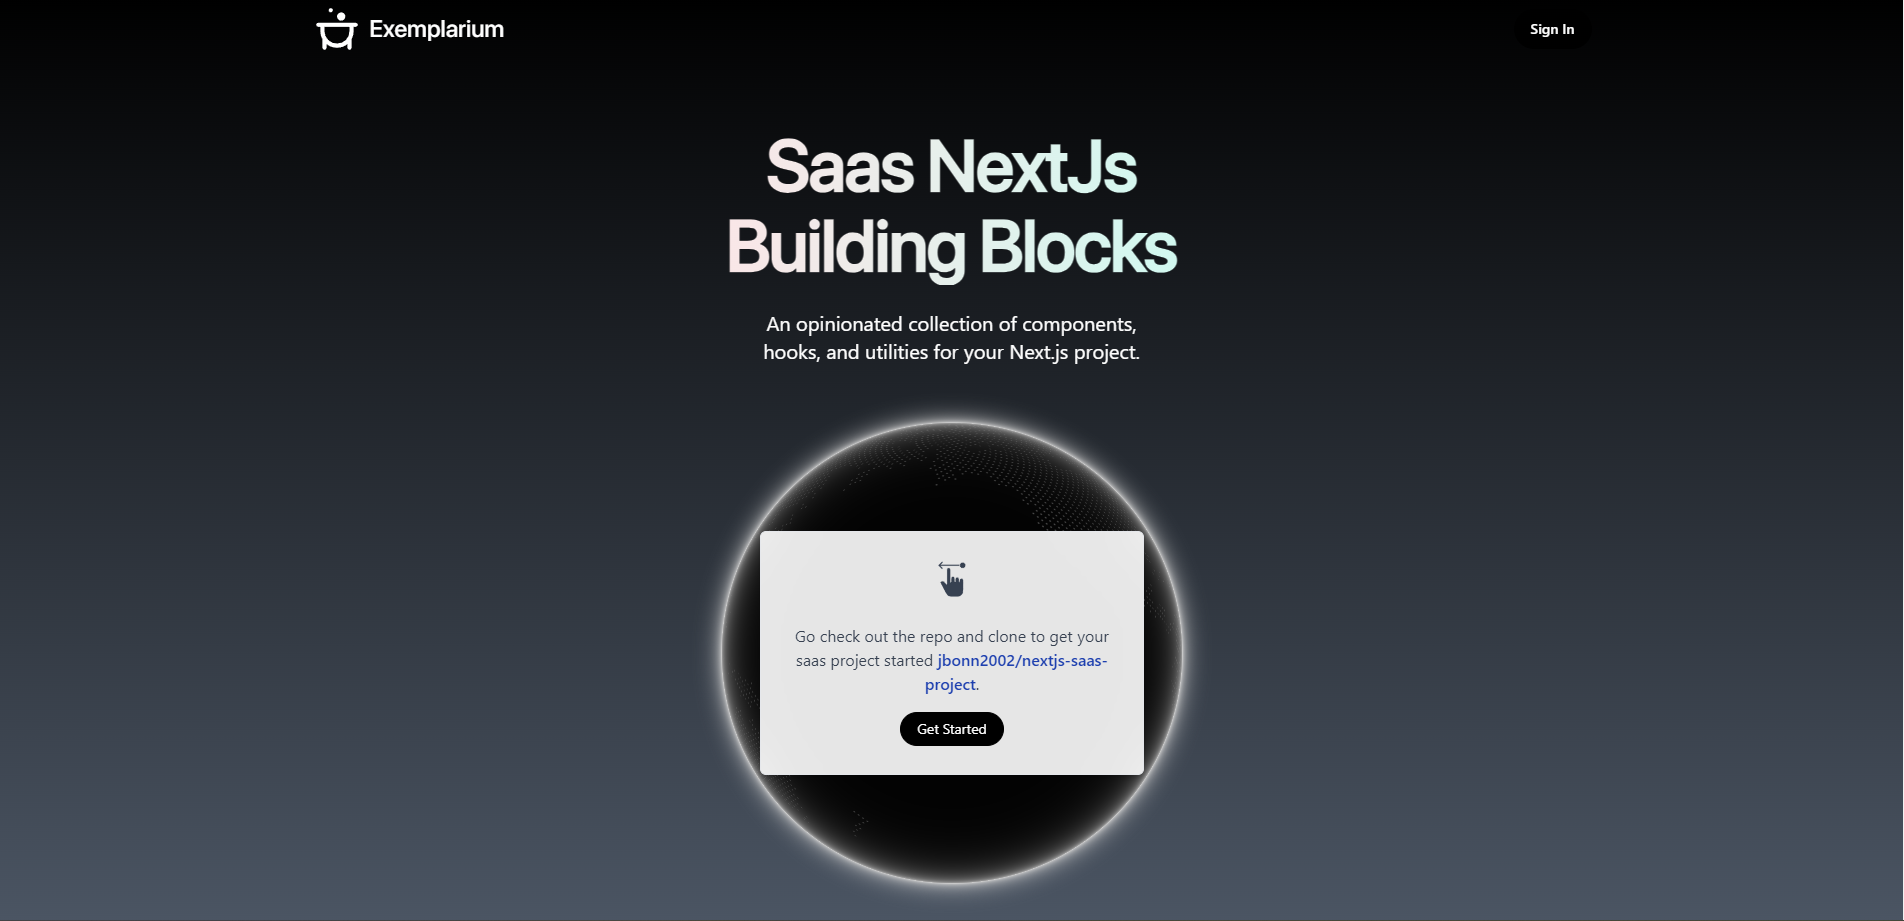 Exemplarium
Sign In
Saas NextJs
Building Blocks
An opinionated collection of components,
hooks, and utilities for your Next.js project.
Go check out the repo and clone to get your
saas project started jbonn2002/nextjs-saas-
project.
Get Started